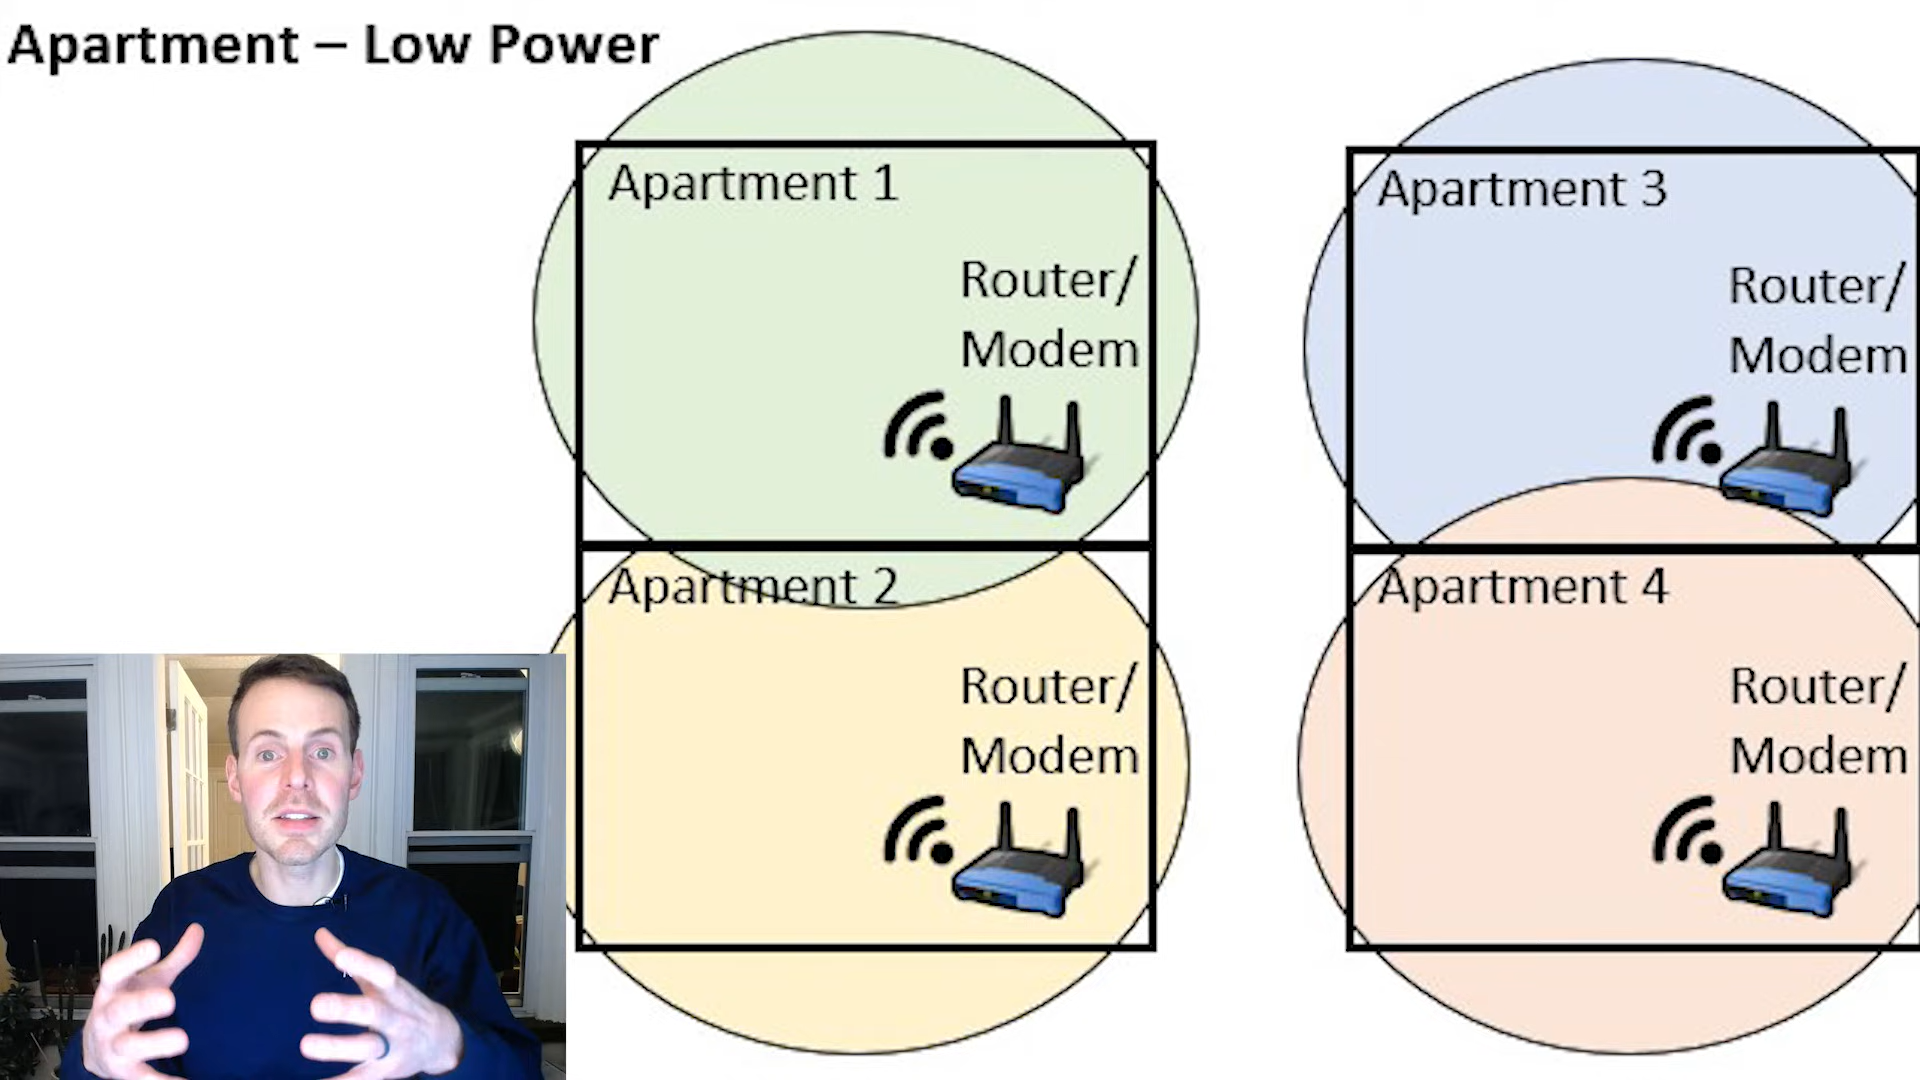 Apartment – Low Power
Apartment 1
Router/
Modem
Apartment 2
Router/
Modem
Apartment 3
Router/
Modem
Apartment 4
Router/
Modem